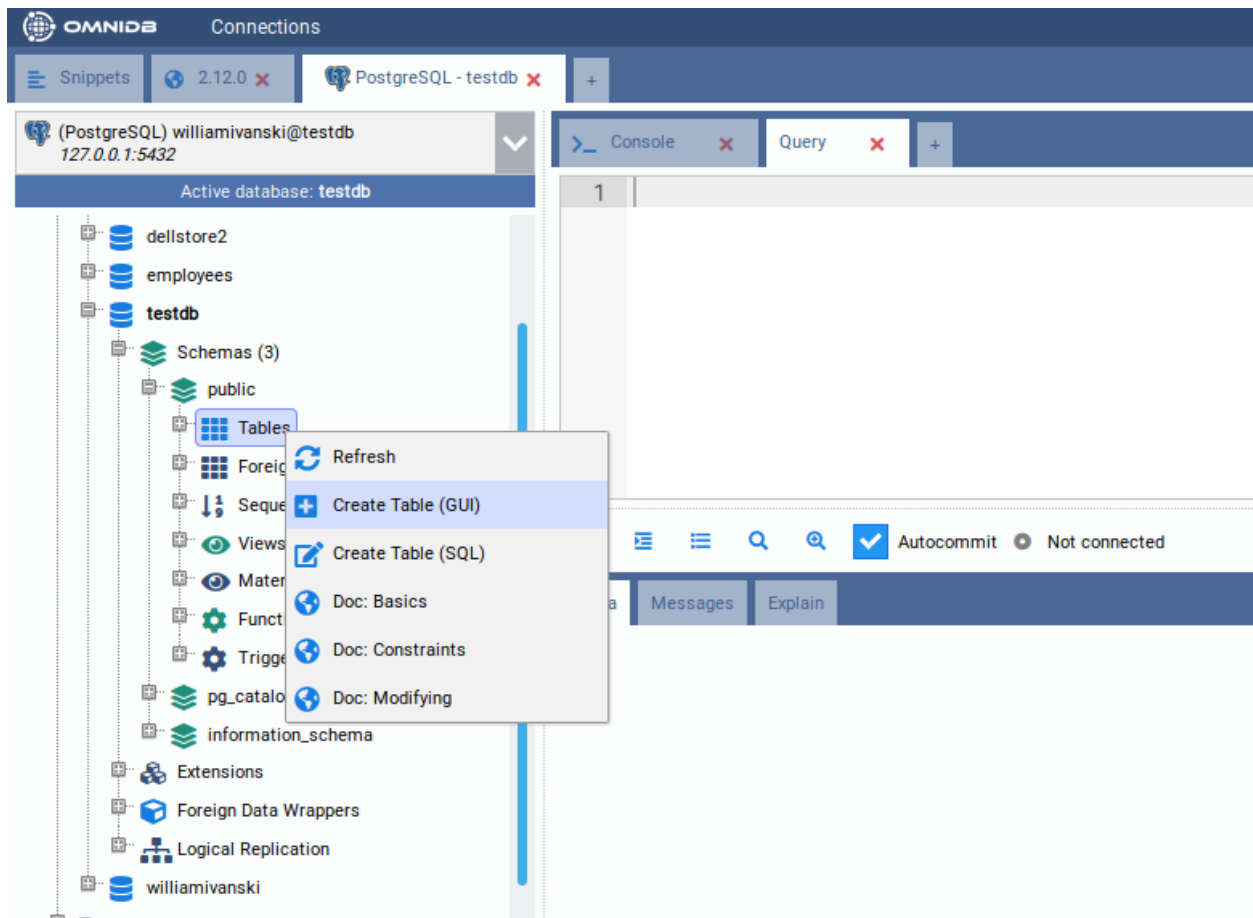 OMNIDB Connections
Snippets 2.12.0 PostgreSQL - testdb +
(PostgreSQL) williamivanski@testdb
127.0.0.1:5432
Active database: testdb
dellstore2
employees
testdb
Schemas (3)
public
Tables
Foreig
Seque
Views
Mater
Functi
Trigge
pg_catalo
information_schema
Extensions
Foreign Data Wrappers
Logical Replication
williamivanski
Refresh
Create Table (GUI)
Create Table (SQL)
Doc: Basics
Doc: Constraints
Doc: Modifying
Console Query +
1
Autocommit Not connected
a Messages Explain